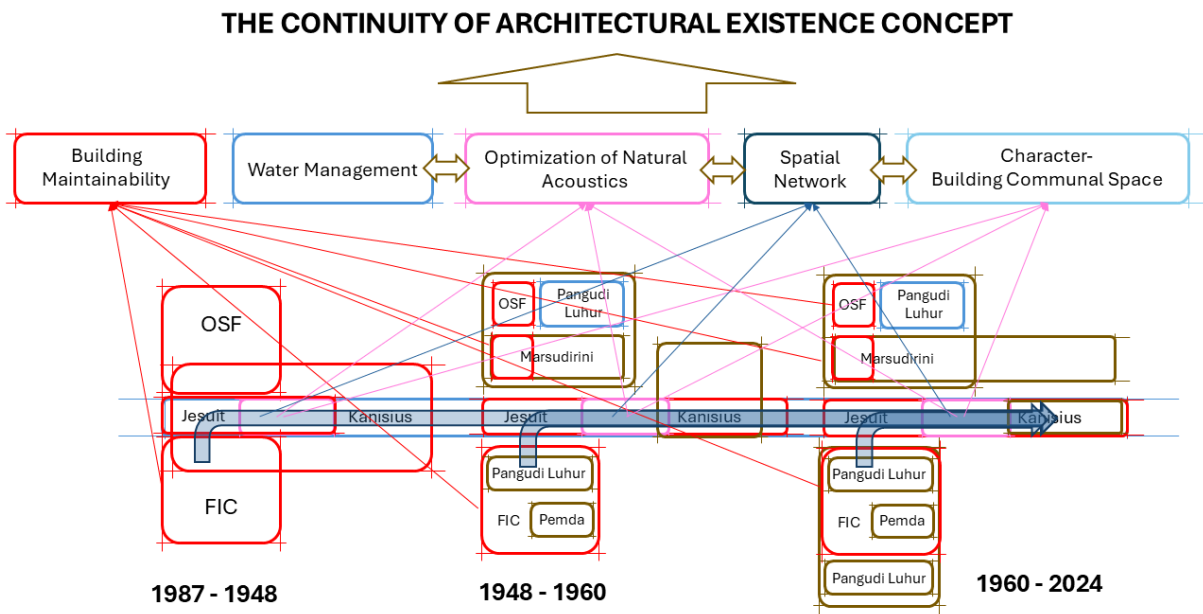 THE CONTINUITY OF ARCHITECTURAL EXISTENCE CONCEPT
Building
Maintainability
Water Management
Optimization of Natural
Acoustics
Spatial
Network
Character-
Building Communal Space
OSF
Jesuit
Kanisius
FIC
1987 - 1948
OSF
Pangudi
Luhur
Marsudirini
Jesuit
Kanisius
Pangudi Luhur
FIC
Pemda
1948 - 1960
OSF
Pangudi
Luhur
Marsudirini
Jesuit
Kanisius
Pangudi Luhur
FIC
Pemda
Pangudi Luhur
1960 - 2024